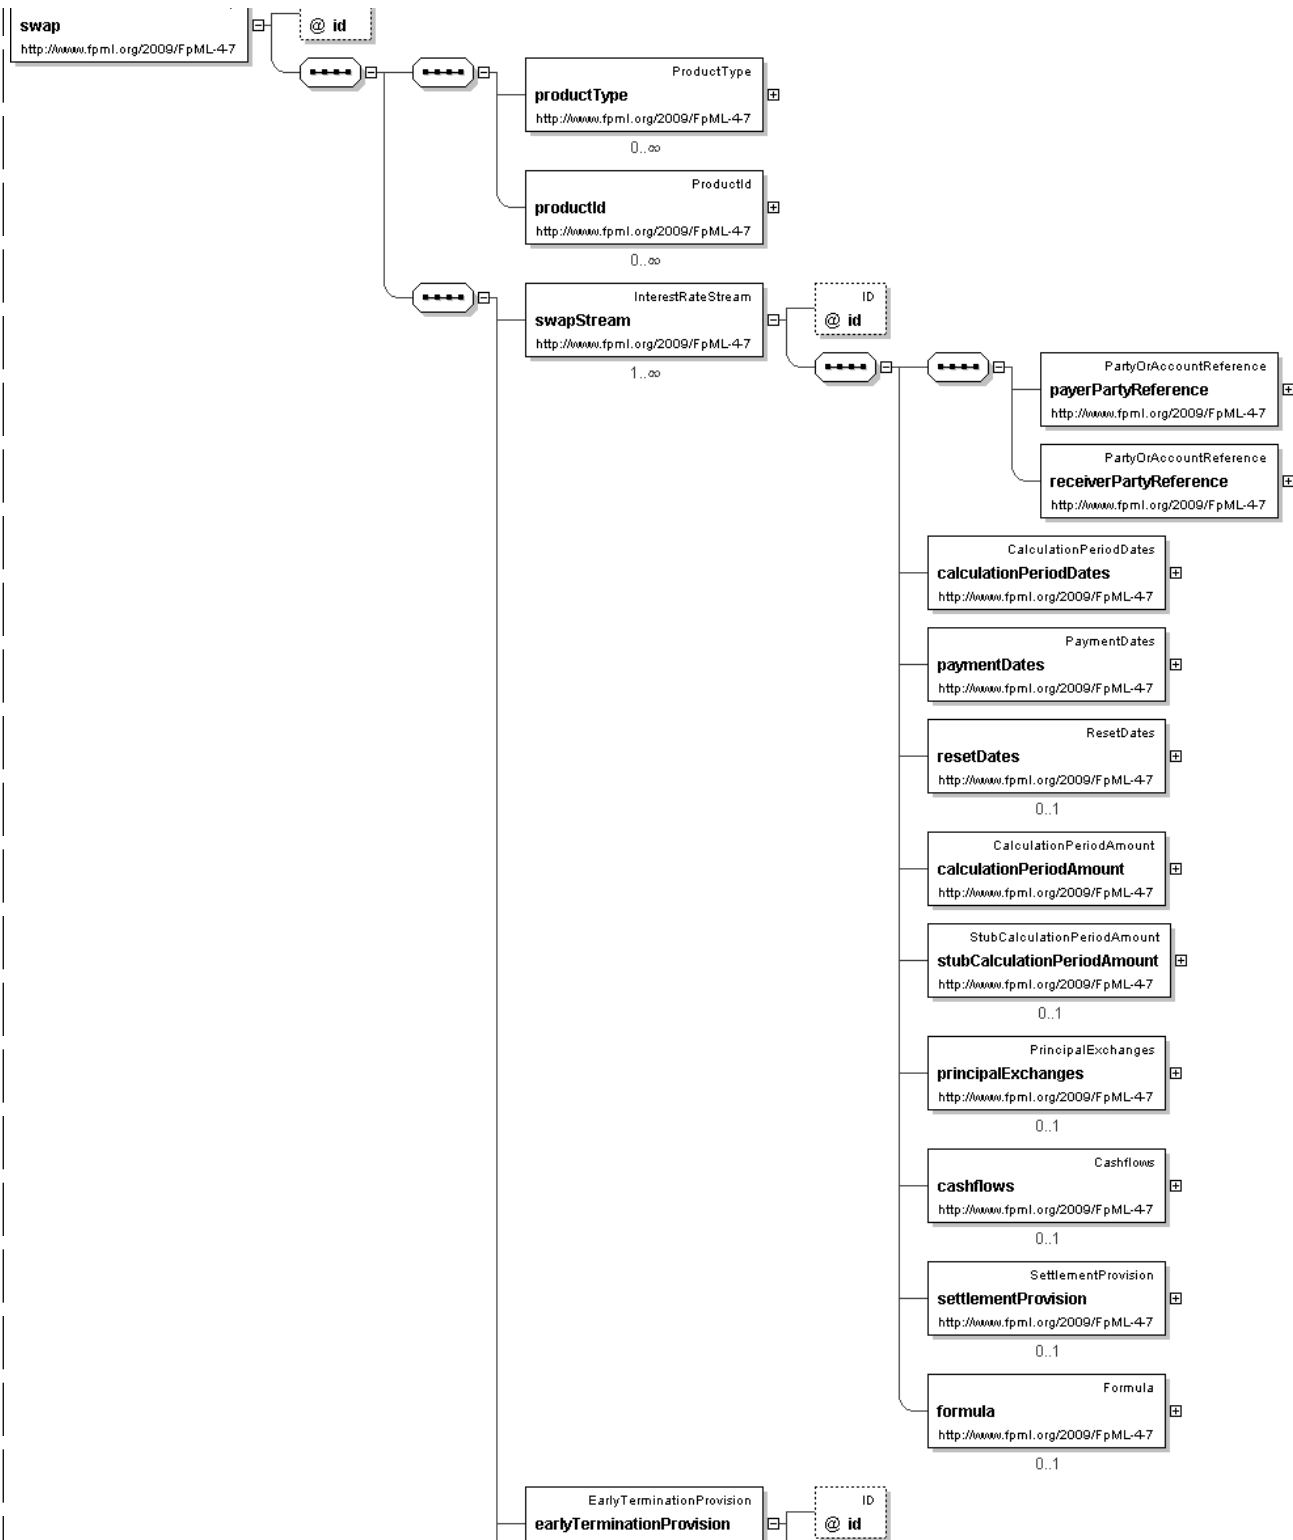 swap
http://www.fpml.org/2009/FpML-4-7
@ id
ProductType
productType
http://www.fpml.org/2009/FpML-4-7
0..∞
ProductId
productId
http://www.fpml.org/2009/FpML-4-7
0..∞
InterestRateStream
swapStream
http://www.fpml.org/2009/FpML-4-7
1..∞
ID
@ id
PartyOrAccountReference
payerPartyReference
http://www.fpml.org/2009/FpML-4-7
PartyOrAccountReference
receiverPartyReference
http://www.fpml.org/2009/FpML-4-7
CalculationPeriodDates
calculationPeriodDates
http://www.fpml.org/2009/FpML-4-7
PaymentDates
paymentDates
http://www.fpml.org/2009/FpML-4-7
ResetDates
resetDates
http://www.fpml.org/2009/FpML-4-7
0..1
CalculationPeriodAmount
calculationPeriodAmount
http://www.fpml.org/2009/FpML-4-7
StubCalculationPeriodAmount
stubCalculationPeriodAmount
http://www.fpml.org/2009/FpML-4-7
0..1
PrincipalExchanges
principalExchanges
http://www.fpml.org/2009/FpML-4-7
0..1
Cashflows
cashflows
http://www.fpml.org/2009/FpML-4-7
0..1
SettlementProvision
settlementProvision
http://www.fpml.org/2009/FpML-4-7
0..1
Formula
formula
http://www.fpml.org/2009/FpML-4-7
0..1
EarlyTerminationProvision
earlyTerminationProvision
ID
@ id